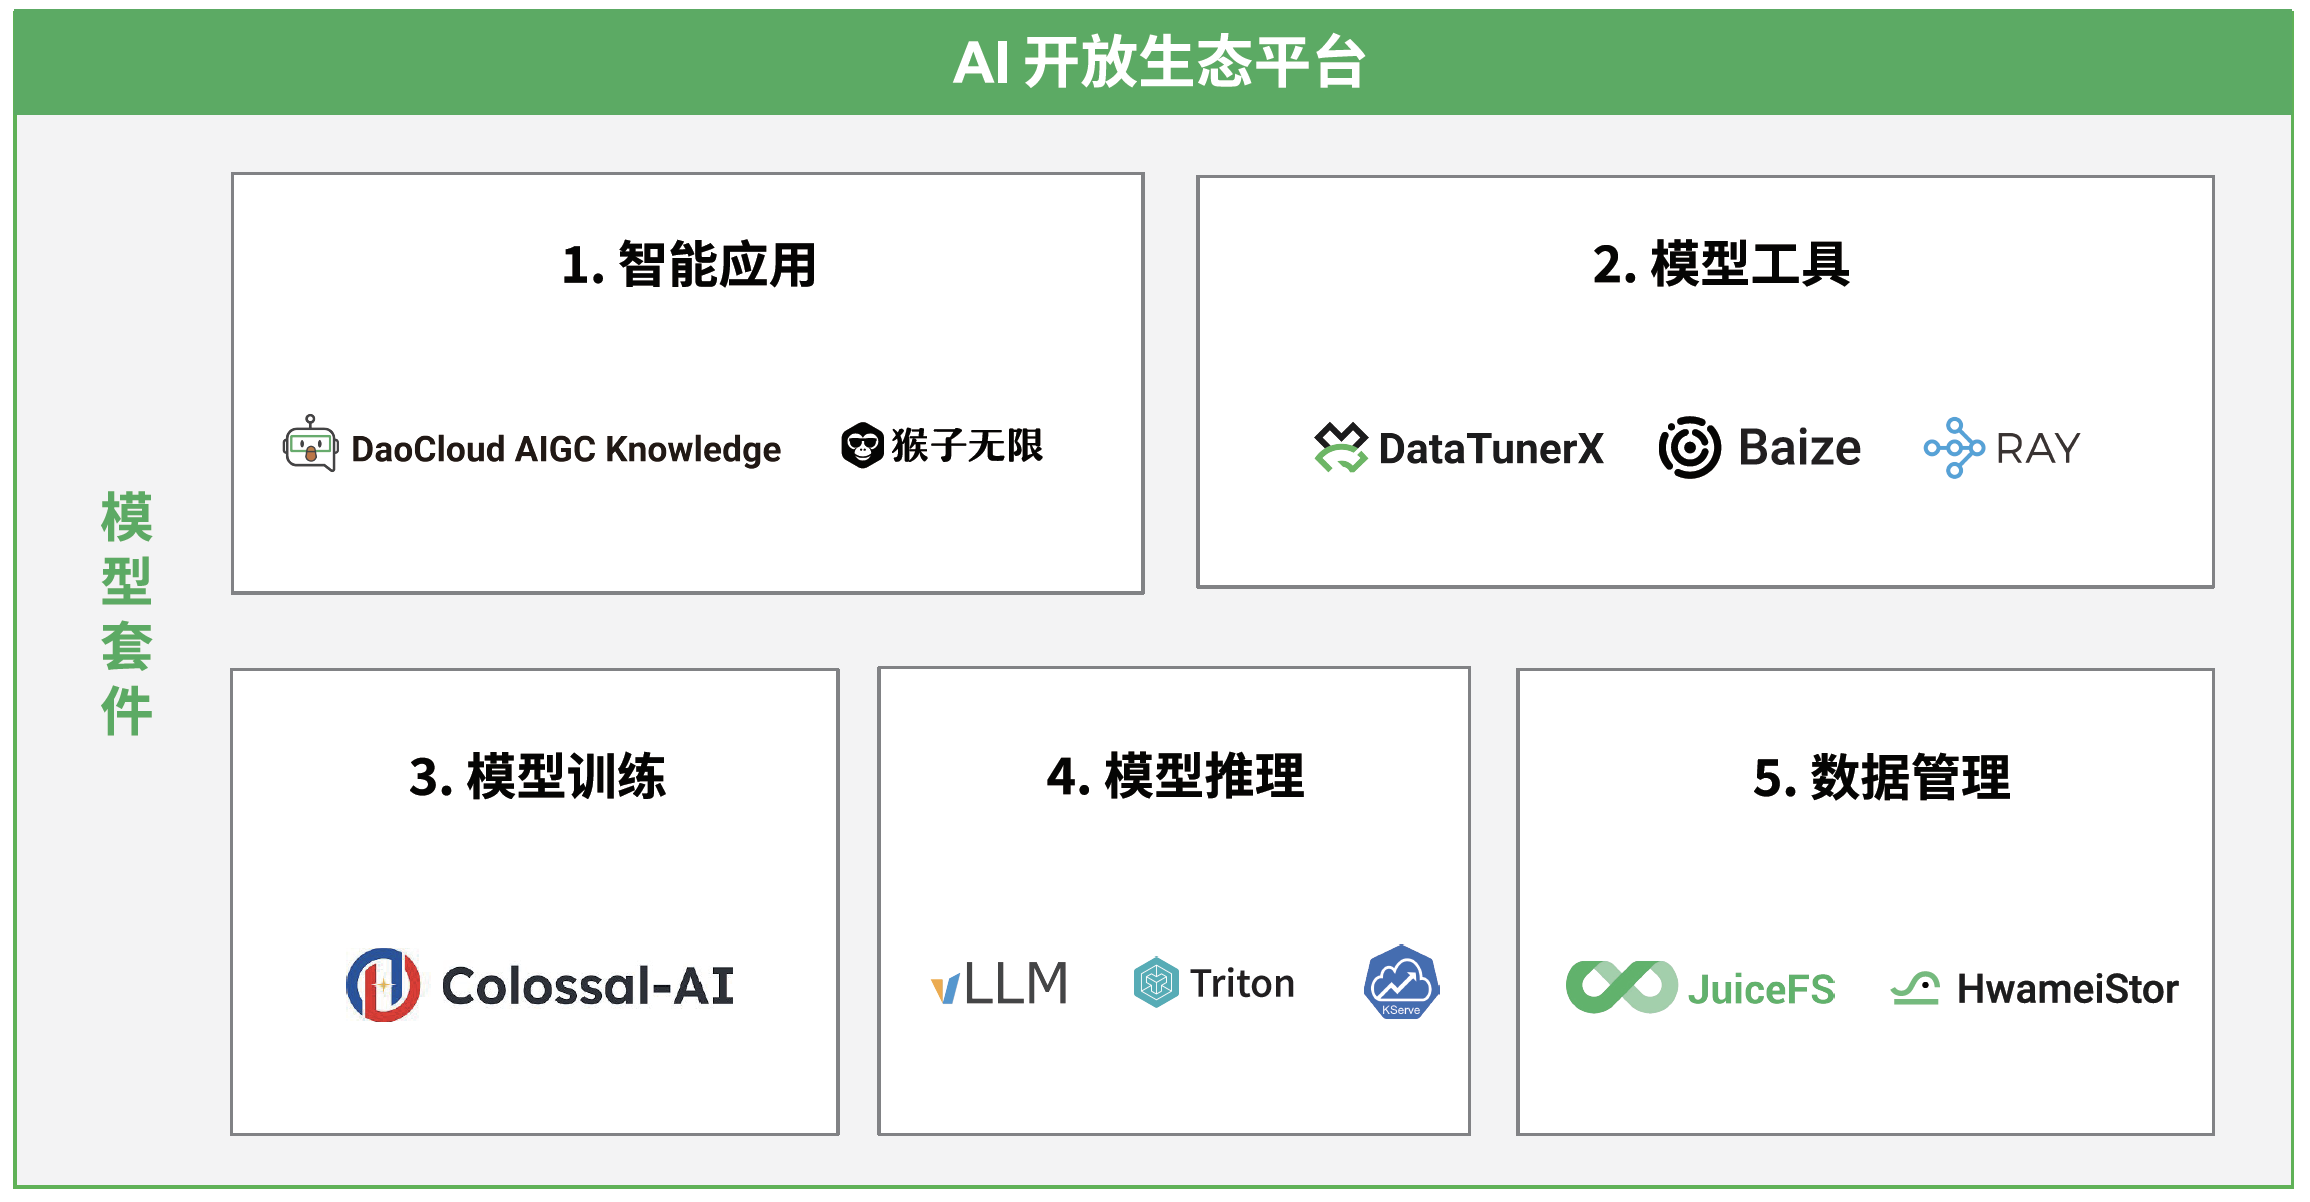 AI 开放生态平台
模型套件
1. 智能应用
DaoCloud AIGC Knowledge
猴子无限
2. 模型工具
DataTunerX
Baize
RAY
3. 模型训练
Colossal-AI
4. 模型推理
vLLM
Triton
KServe
5. 数据管理
JuiceFS
HwameiStor